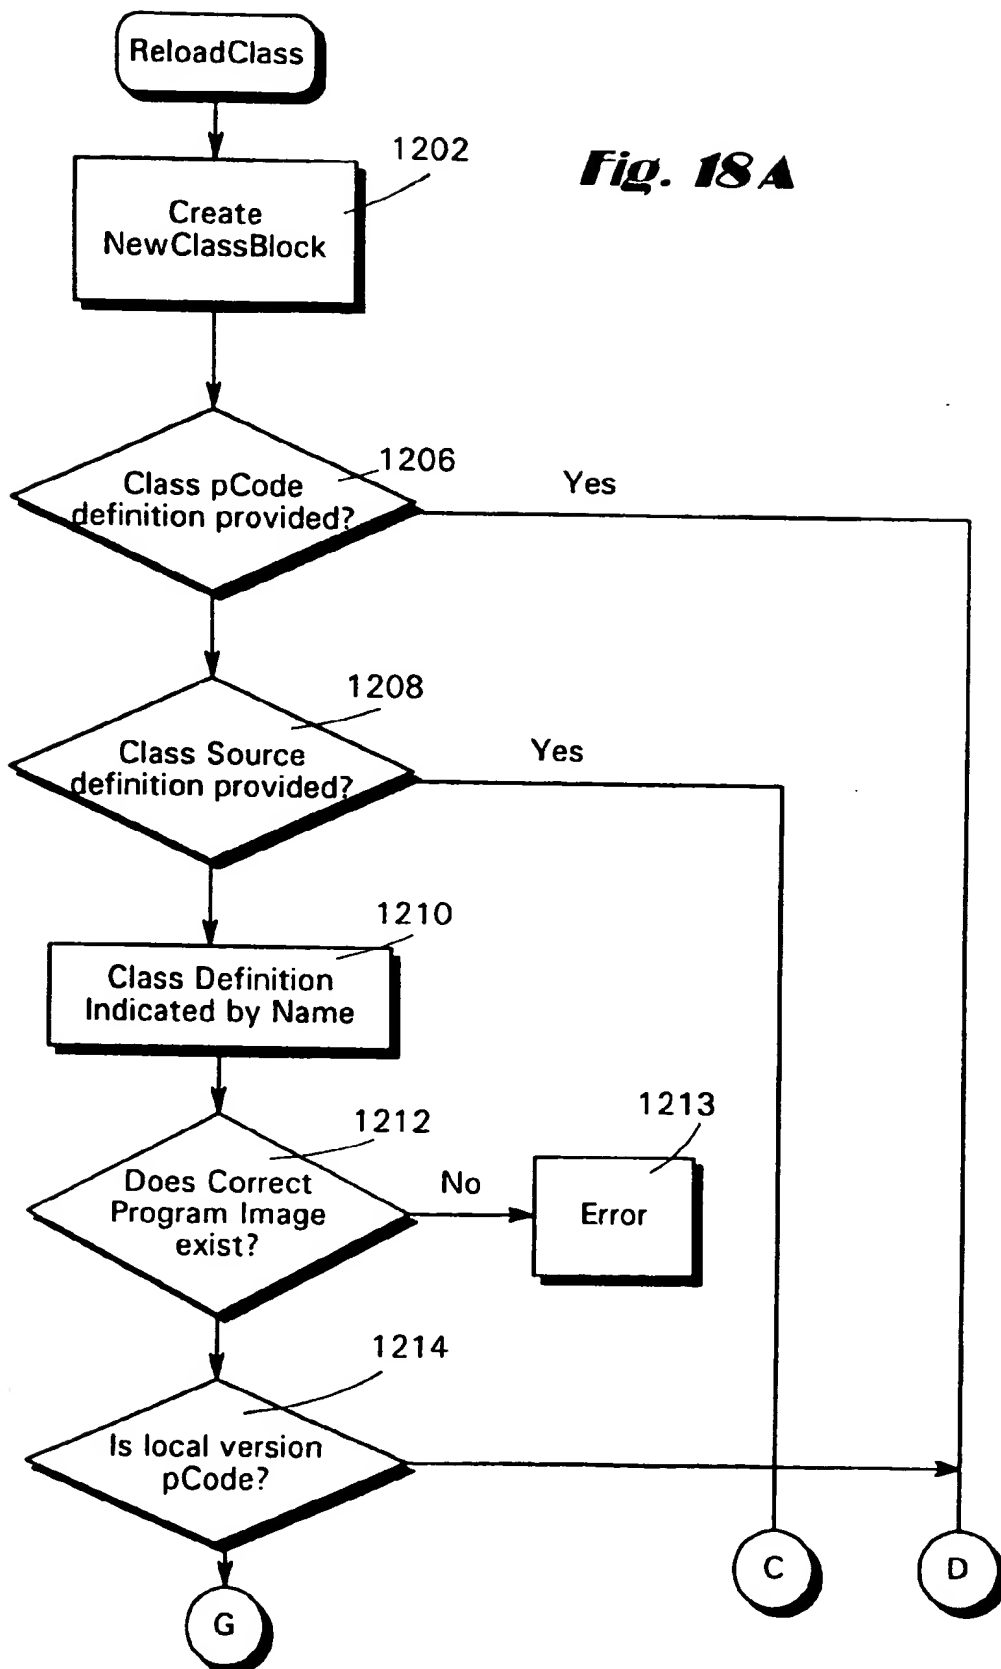 ReloadClass
Fig. 18A
1202
Create
NewClassBlock
1206
Class pCode
definition provided?
Yes
1208
Class Source
definition provided?
Yes
1210
Class Definition
Indicated by Name
1212
Does Correct
Program Image
exist?
No
1213
Error
1214
Is local version
pCode?
C
D
G